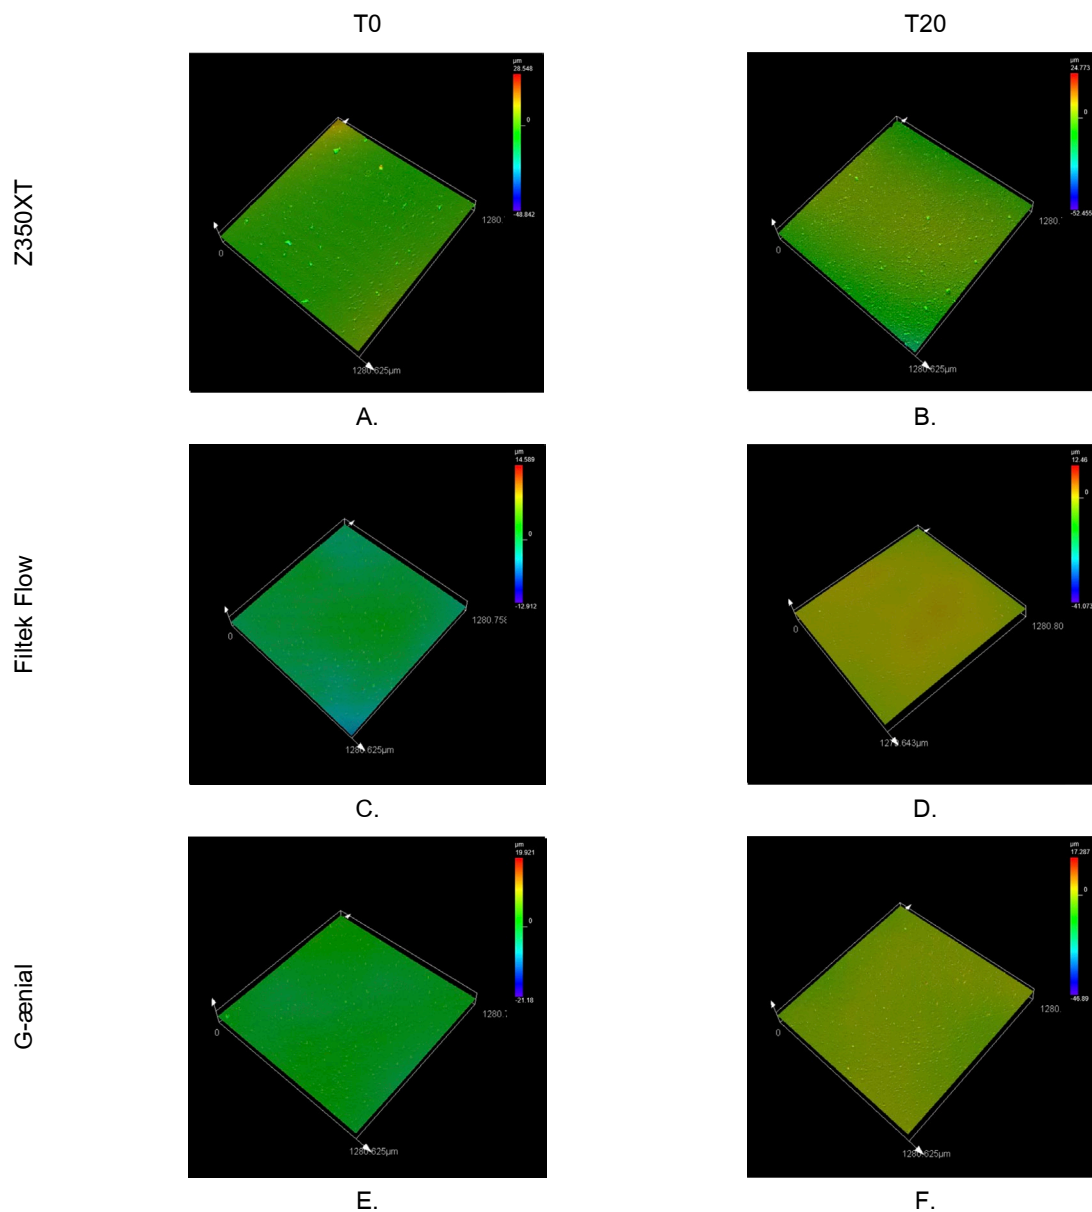 T0
T20
Z350XT
µm
28.548
0
-48.842
0
1280.
1280.625µm
A.
µm
24.773
0
-52.455
0
1280.
1280.625µm
B.
Filtek Flow
µm
14.589
0
-12.912
0
1280.758
1280.625µm
C.
µm
12.46
0
-41.073
0
1280.80
643µm
D.
G-ænial
µm
19.921
0
-21.18
0
1280.
1280.625µm
E.
µm
17.287
0
-46.89
0
1280.
1280.625µm
F.